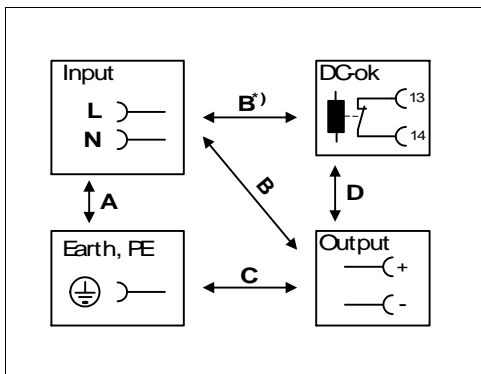 Input
L
N
B*)
DC-ok
13
14
A
B
D
Earth, PE
C
Output
+
-